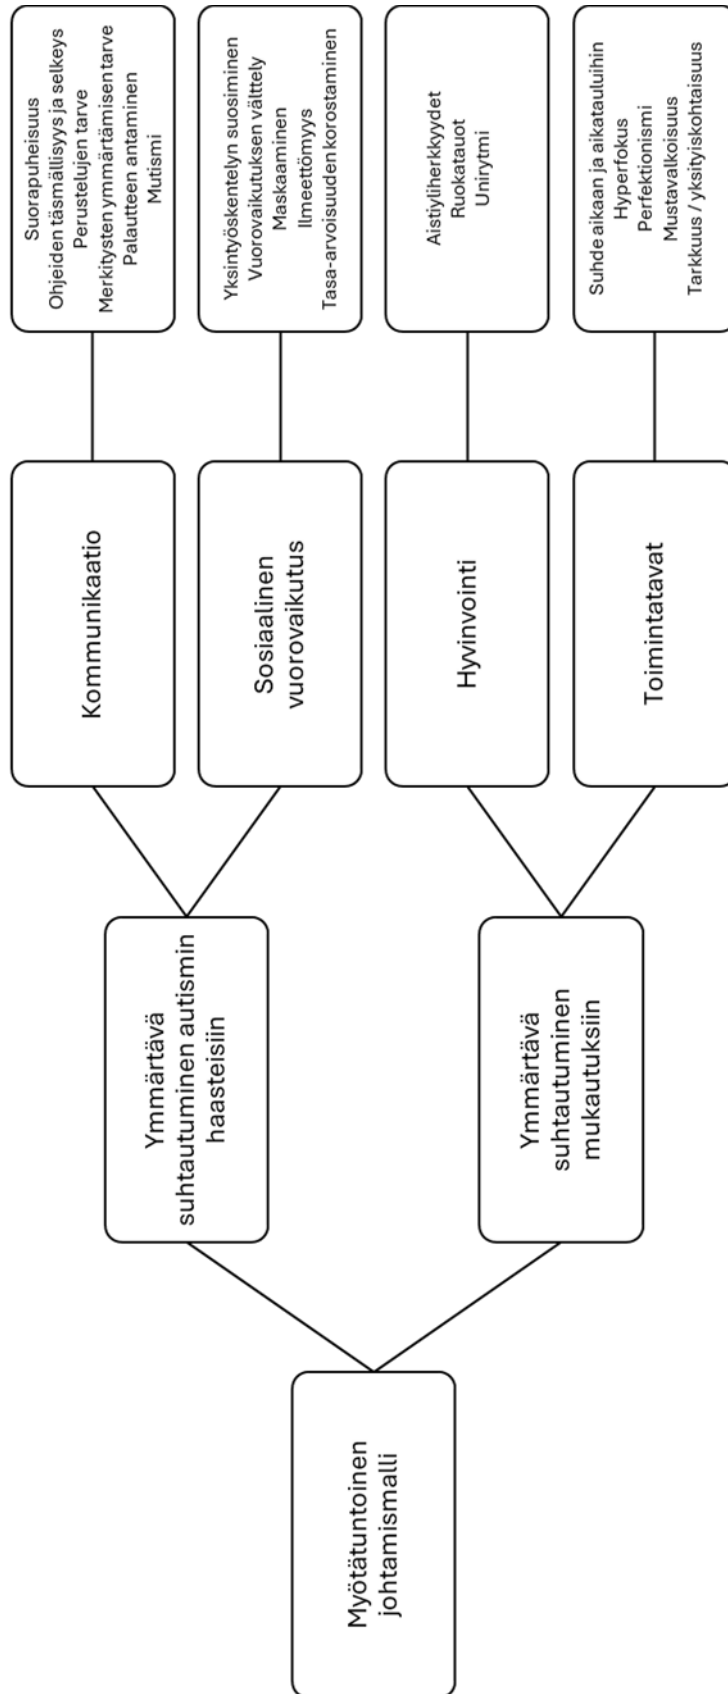 Myötätuntoinen
johtamismalli
Ymmärtävä
suhtautuminen autismin
haasteisiin
Ymmärtävä
suhtautuminen
mukautuksiin
Kommunikaatio
Sosiaalinen
vuorovaikutus
Hyvinvointi
Toimintatavat
Suorapuheisuus
Ohjeiden täsmällisyys ja selkeys
Perustelujen tarve
Merkitysten ymmärtämisen tarve
Palautteen antaminen
Mutismi
Yksintyöskentelyn suosiminen
Vuorovaikutuksen välttely
Maskaaminen
Ilmeettömyys
Tasa-arvoisuuden korostaminen
Aistiyliherkkyydet
Ruokatauot
Unirytmi
Suhde aikaan ja aikatauluihin
Hyperfokus
Perfektionismi
Mustavalkoisuus
Tarkkuus / yksityiskohtaisuus